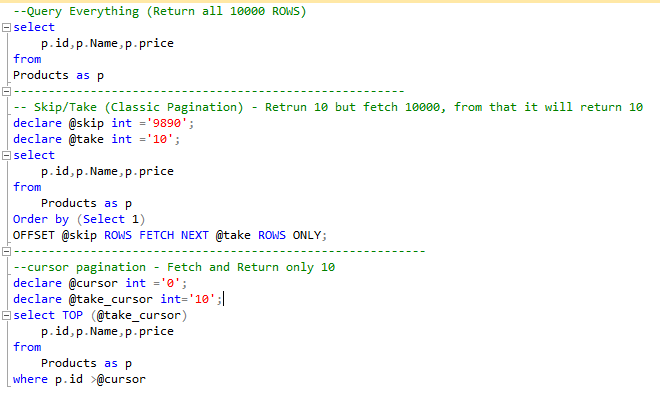 --Query Everything (Return all 10000 ROWS)
select
p.id,p.Name,p.price
from
Products as p
--------------------------------------------------------
-- Skip/Take (Classic Pagination) - Retrun 10 but fetch 10000, from that it will return 10
declare @skip int ='9890';
declare @take int ='10';
select
p.id,p.Name,p.price
from
Products as p
Order by (Select 1)
OFFSET @skip ROWS FETCH NEXT @take ROWS ONLY;
-----------------------------------------------------------
--cursor pagination - Fetch and Return only 10
declare @cursor int ='0';
declare @take_cursor int='10';
select TOP (@take_cursor)
p.id,p.Name,p.price
from
Products as p
where p.id >@cursor